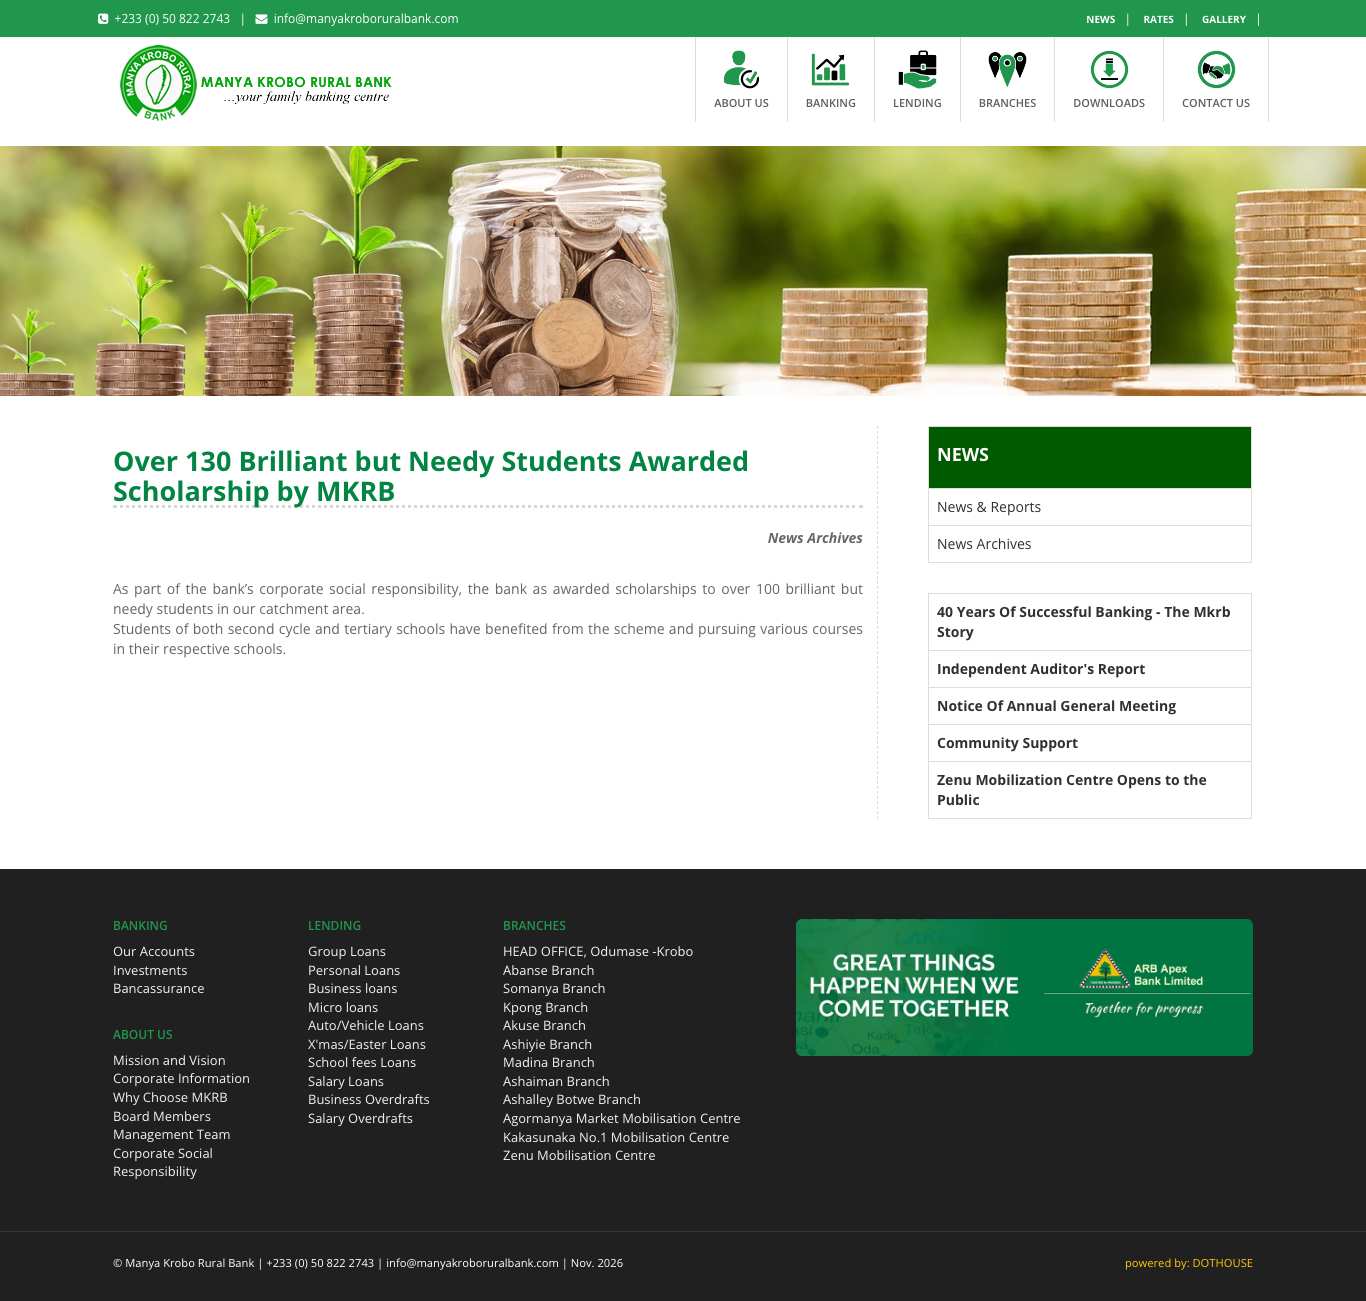 +233 (0) 50 822 2743 | info@manyakroboruralbank.com
NEWS | RATES | GALLERY |
MANYA KROBO RURAL
BANK
MANYA KROBO RURAL BANK
...your family banking centre
ABOUT US
BANKING
LENDING
BRANCHES
DOWNLOADS
CONTACT US
Over 130 Brilliant but Needy Students Awarded
Scholarship by MKRB
News Archives
As part of the bank’s corporate social responsibility, the bank as awarded scholarships to over 100 brilliant but
needy students in our catchment area.
Students of both second cycle and tertiary schools have benefited from the scheme and pursuing various courses
in their respective schools.
NEWS
News & Reports
News Archives
40 Years Of Successful Banking - The Mkrb
Story
Independent Auditor's Report
Notice Of Annual General Meeting
Community Support
Zenu Mobilization Centre Opens to the
Public
BANKING
Our Accounts
Investments
Bancassurance
ABOUT US
Mission and Vision
Corporate Information
Why Choose MKRB
Board Members
Management Team
Corporate Social
Responsibility
LENDING
Group Loans
Personal Loans
Business loans
Micro loans
Auto/Vehicle Loans
X'mas/Easter Loans
School fees Loans
Salary Loans
Business Overdrafts
Salary Overdrafts
BRANCHES
HEAD OFFICE, Odumase -Krobo
Abanse Branch
Somanya Branch
Kpong Branch
Akuse Branch
Ashiyie Branch
Madina Branch
Ashaiman Branch
Ashalley Botwe Branch
Agormanya Market Mobilisation Centre
Kakasunaka No.1 Mobilisation Centre
Zenu Mobilisation Centre
GREAT THINGS
HAPPEN WHEN WE
COME TOGETHER
ARB Apex
Bank Limited
Together for progress
Oda
© Manya Krobo Rural Bank | +233 (0) 50 822 2743 | info@manyakroboruralbank.com | Nov. 2026
powered by: DOTHOUSE